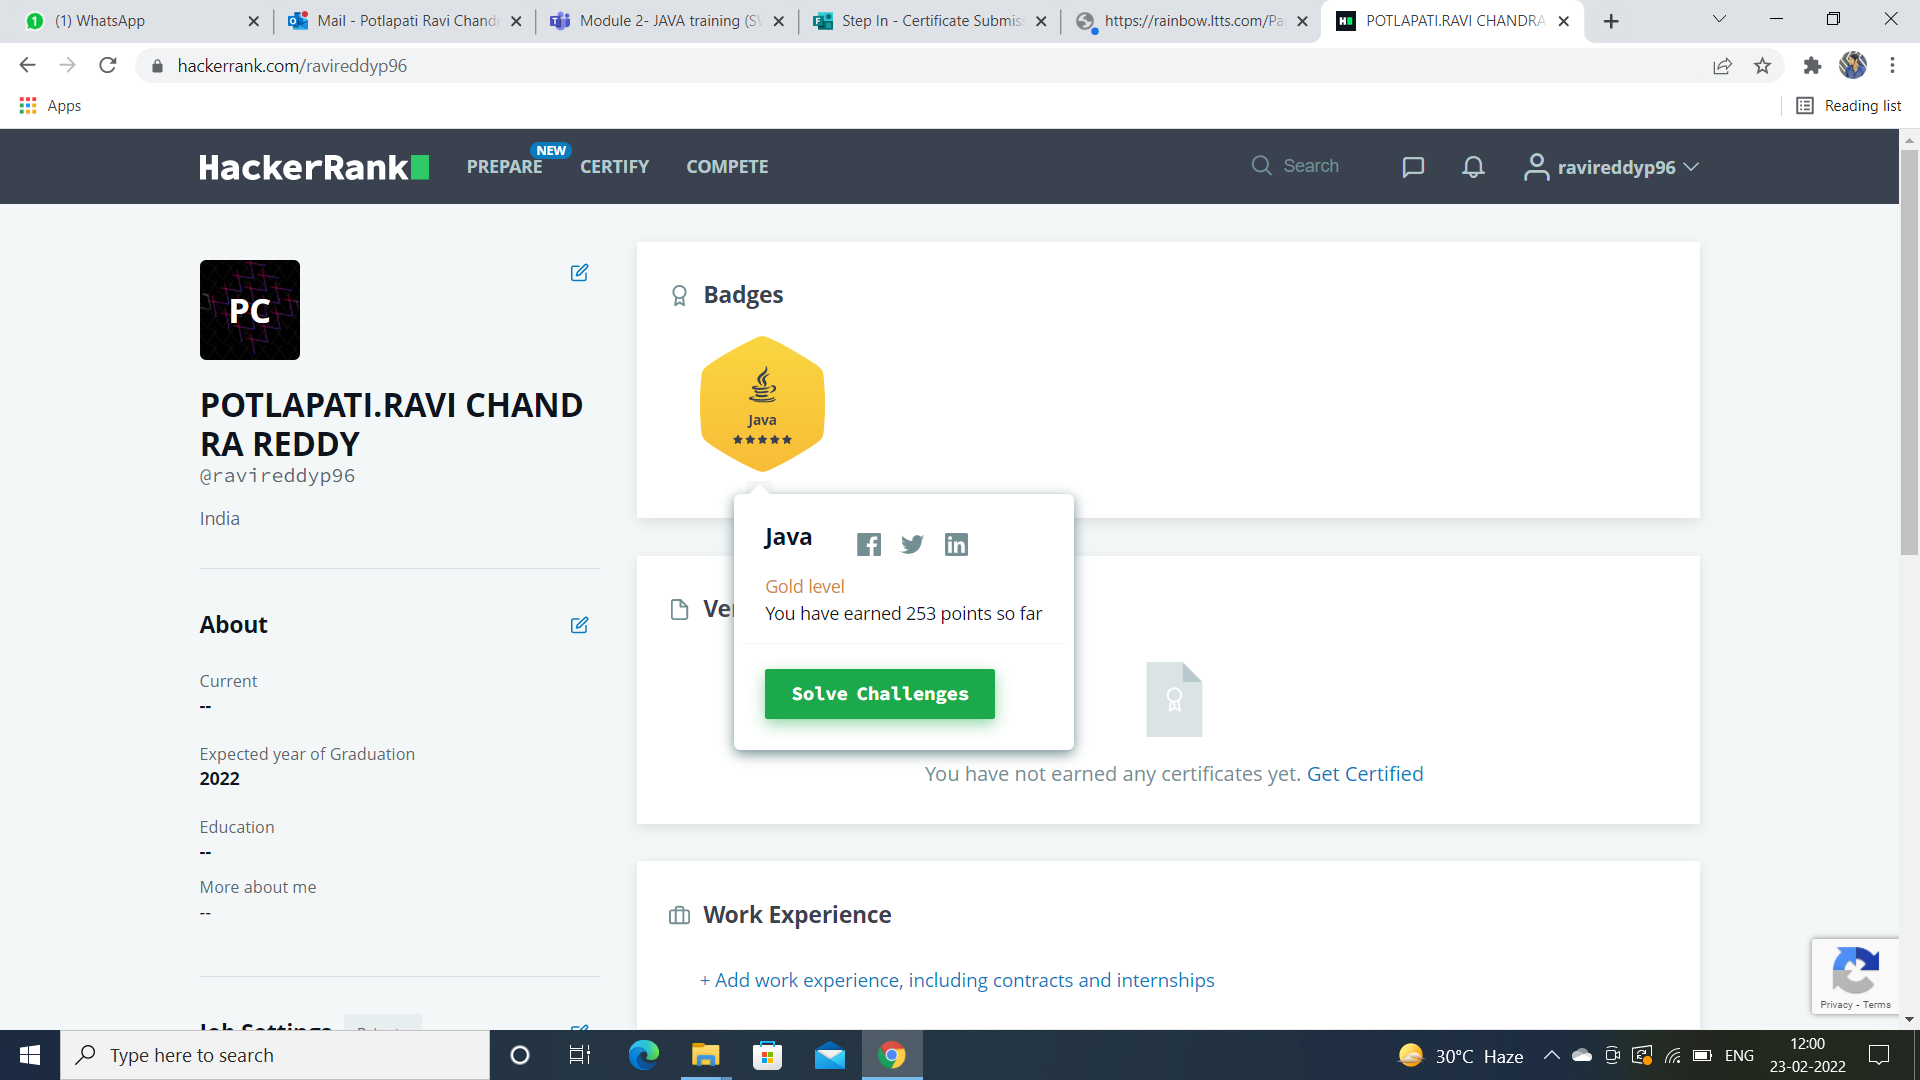 (1) WhatsApp
Mail - Potlapati Ravi Chandr
Module 2- JAVA training (SW
Step In - Certificate Submiss
https://rainbow.ltts.com/Pa
POTLAPATI.RAVI CHANDRA
hackerrank.com/ravireddyp96
Apps
Reading list
HackerRank
PREPARE
NEW
CERTIFY
COMPETE
Search
ravireddyp96
PC
POTLAPATI.RAVI CHAND
RA REDDY
@ravireddyp96
India
About
Current
--
Expected year of Graduation
2022
Education
--
More about me
--
Badges
Java
Java
Gold level
You have earned 253 points so far
Solve Challenges
You have not earned any certificates yet. Get Certified
Work Experience
+ Add work experience, including contracts and internships
Privacy - Terms
Job Settings
Type here to search
30°C Haze
ENG
12:00
23-02-2022